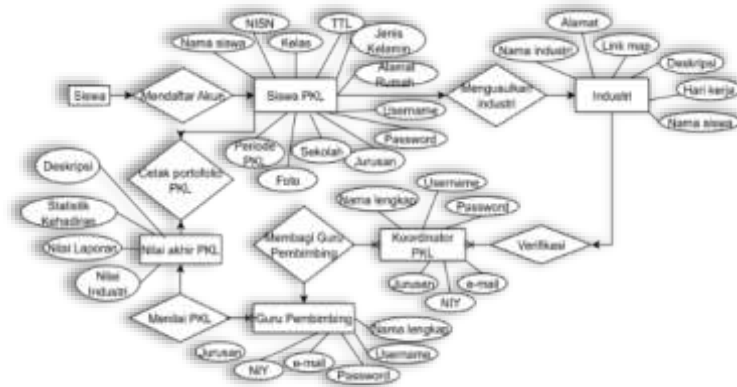 NISN
TTL
Nama siswa
Kelas
Jenis
Kelamin
Alamat
Rumah
Siswa
Mendaftar Akun
Siswa PKL
Username
Password
Periode
PKL
Sekolah
Jurusan
Foto
Mengusulkan
industri
Alamat
Nama industri
Link map
Deskripsi
Industri
Hari kerja
Nama siswa
Cetak portofolio
PKL
Deskripsi
Statistik
Kehadiran
Nilai Laporan
Nilai akhir PKL
Nilai
Industri
Menilai PKL
Membagi Guru
Pembimbing
Nama lengkap
Username
Password
Koordinator
PKL
Verifikasi
Jurusan
NIY
e-mail
Guru Pembimbing
Nama lengkap
Username
Password
e-mail
NIY
Jurusan